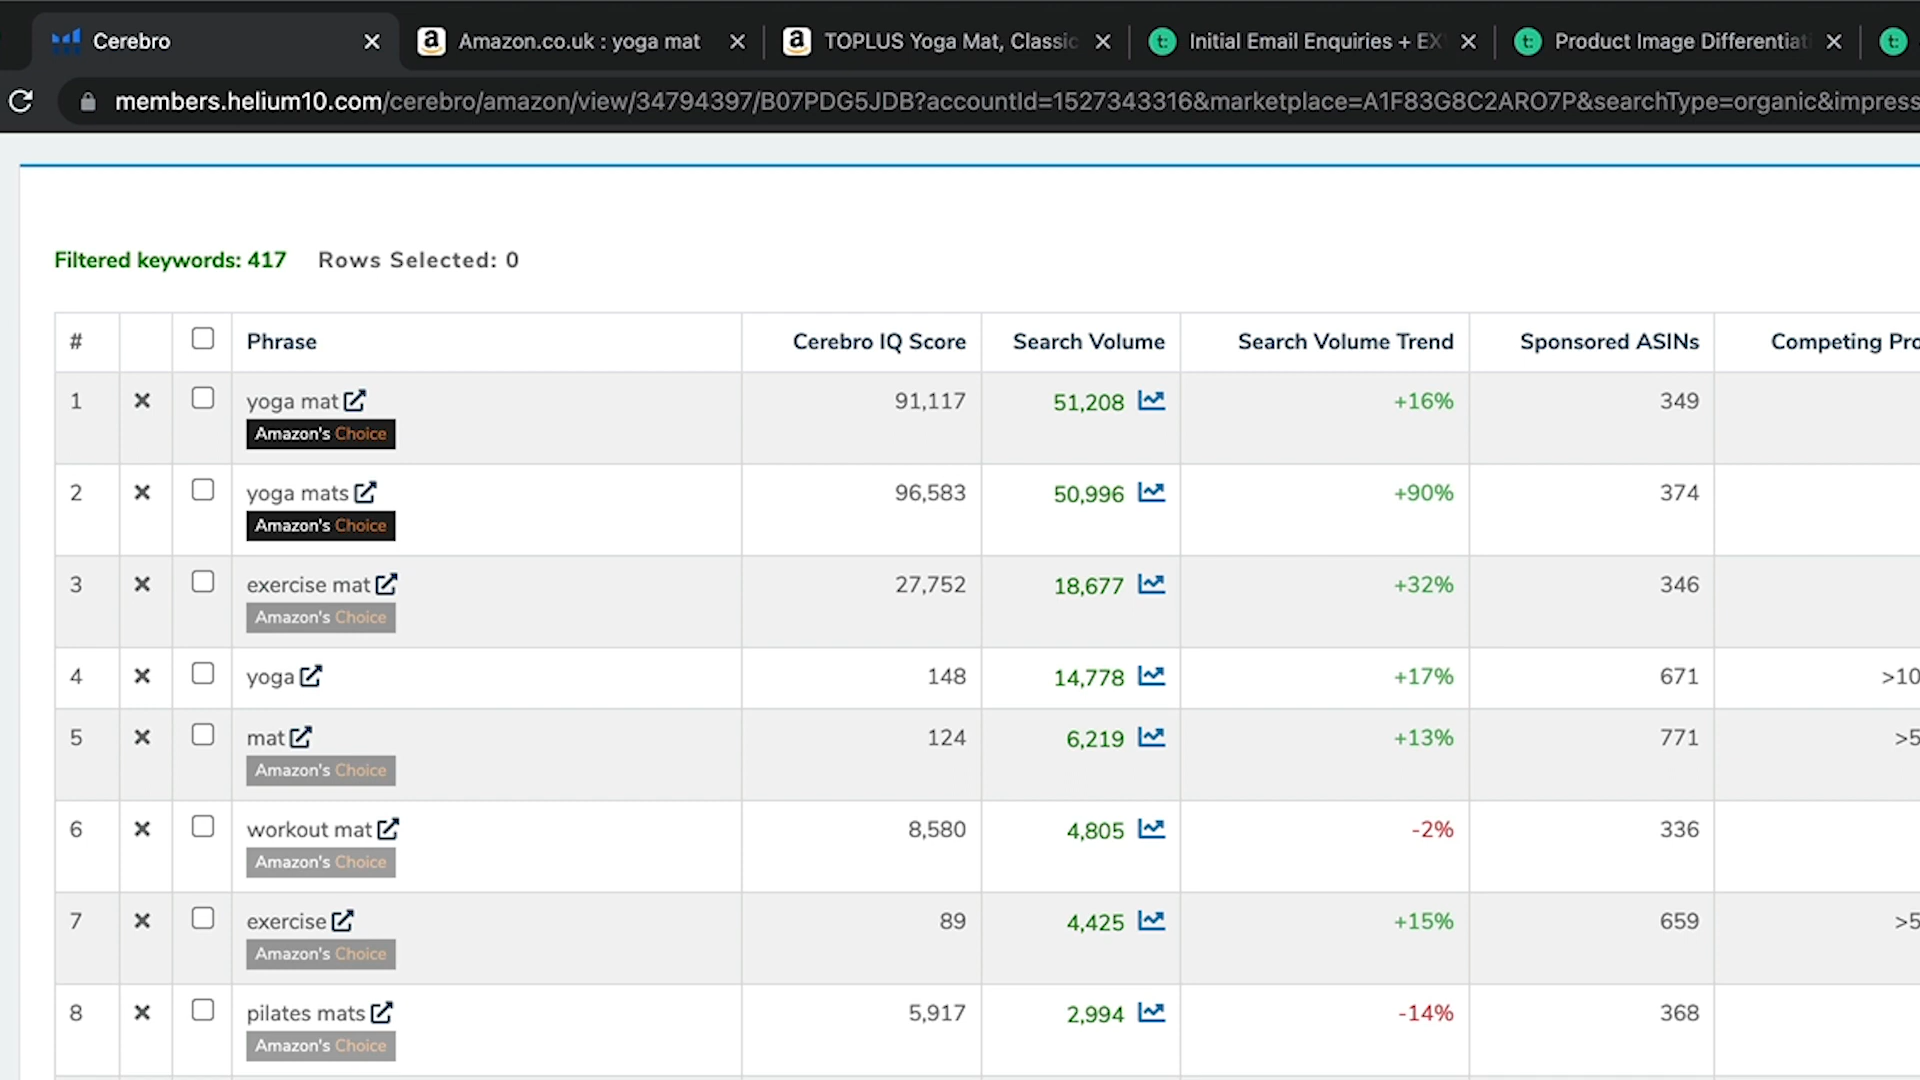 Cerebro
Amazon.co.uk : yoga mat
TOPLUS Yoga Mat, Classic
Initial Email Enquiries + EX
Product Image Differentiat
members.helium10.com/cerebro/amazon/view/34794397/B07PDG5JDB?accountId=1527343316&marketplace=A1F83G8C2ARO7P&searchType=organic&impress
Filtered keywords: 417 Rows Selected: 0
# Phrase Cerebro IQ Score Search Volume Search Volume Trend Sponsored ASINs Competing Pro
1 yoga mat 91,117 51,208 +16% 349
Amazon's Choice
2 yoga mats 96,583 50,996 +90% 374
Amazon's Choice
3 exercise mat 27,752 18,677 +32% 346
Amazon's Choice
4 yoga 148 14,778 +17% 671 >10
5 mat 124 6,219 +13% 771 >5
Amazon's Choice
6 workout mat 8,580 4,805 -2% 336
Amazon's Choice
7 exercise 89 4,425 +15% 659 >5
Amazon's Choice
8 pilates mats 5,917 2,994 -14% 368
Amazon's Choice